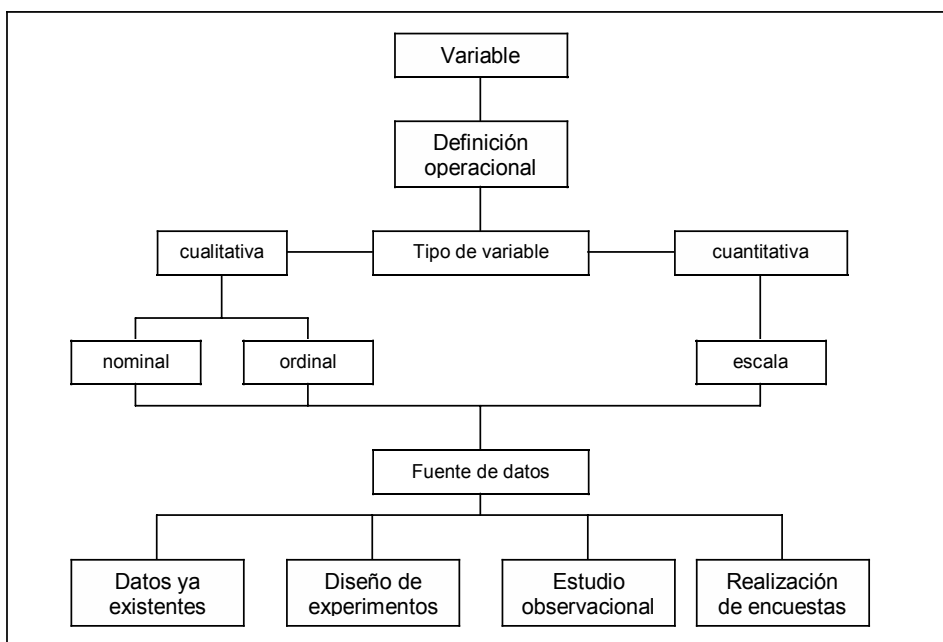 Variable
Definición
operacional
cualitativa
Tipo de variable
cuantitativa
nominal
ordinal
escala
Fuente de datos
Datos ya
existentes
Diseño de
experimentos
Estudio
observacional
Realización
de encuestas